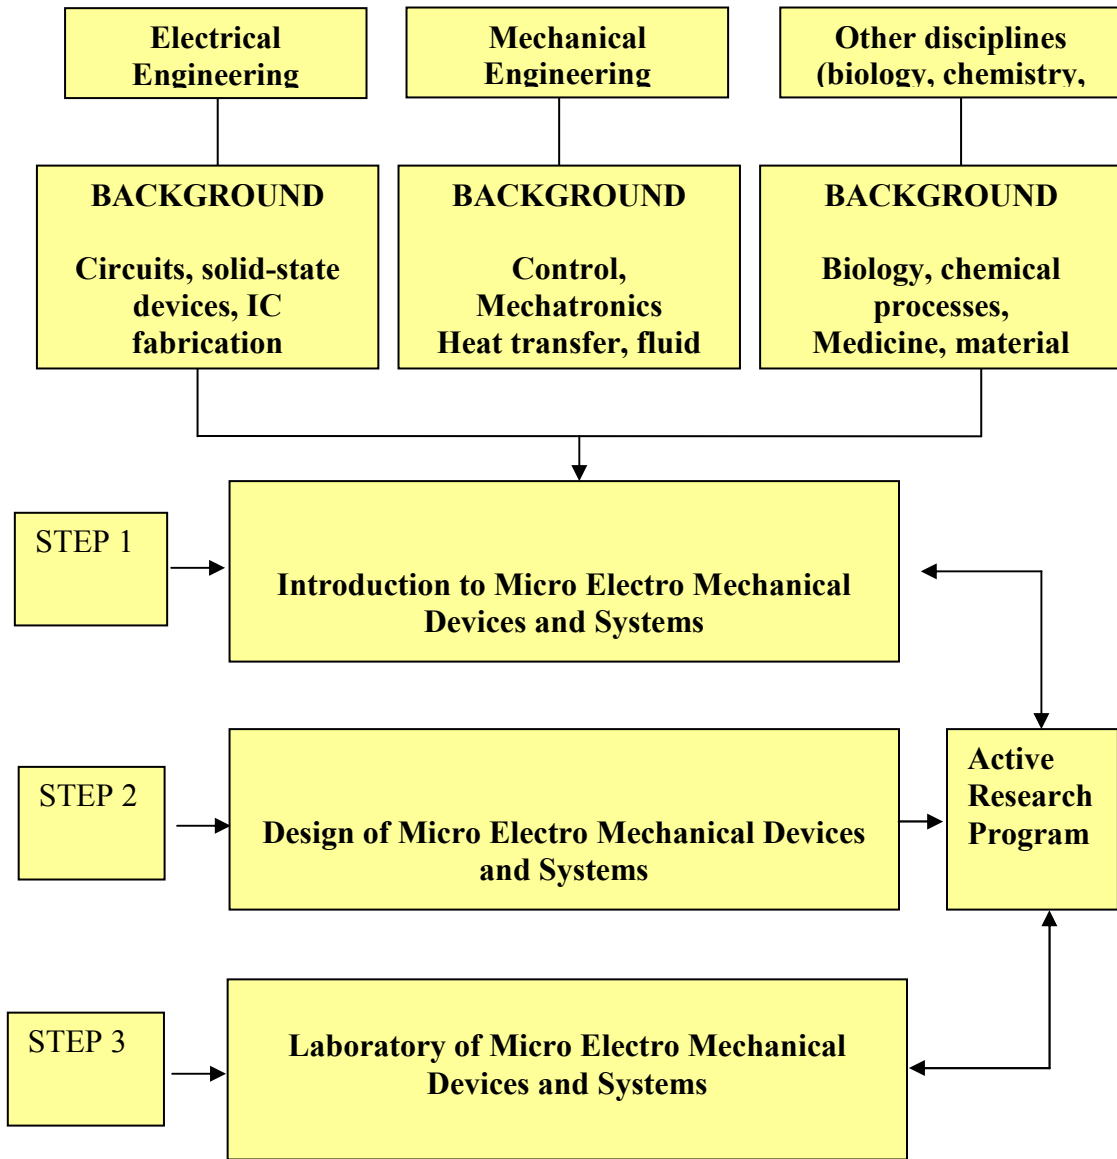 Electrical
Engineering
Mechanical
Engineering
Other disciplines
(biology, chemistry,
BACKGROUND
Circuits, solid-state
devices, IC
fabrication
BACKGROUND
Control,
Mechatronics
Heat transfer, fluid
BACKGROUND
Biology, chemical
processes,
Medicine, material
STEP 1
Introduction to Micro Electro Mechanical
Devices and Systems
STEP 2
Design of Micro Electro Mechanical Devices
and Systems
Active
Research
Program
STEP 3
Laboratory of Micro Electro Mechanical
Devices and Systems